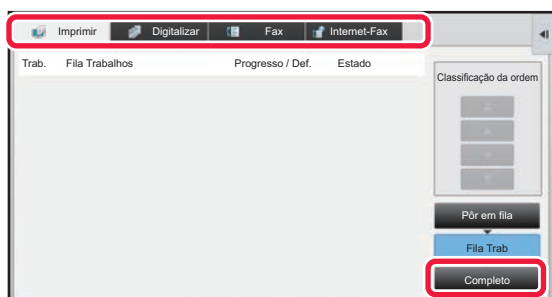 Imprimir Digitalizar Fax Internet-Fax
Trab. Fila Trabalhos Progresso / Def. Estado
Classificação da ordem
Pôr em fila
Fila Trab
Completo